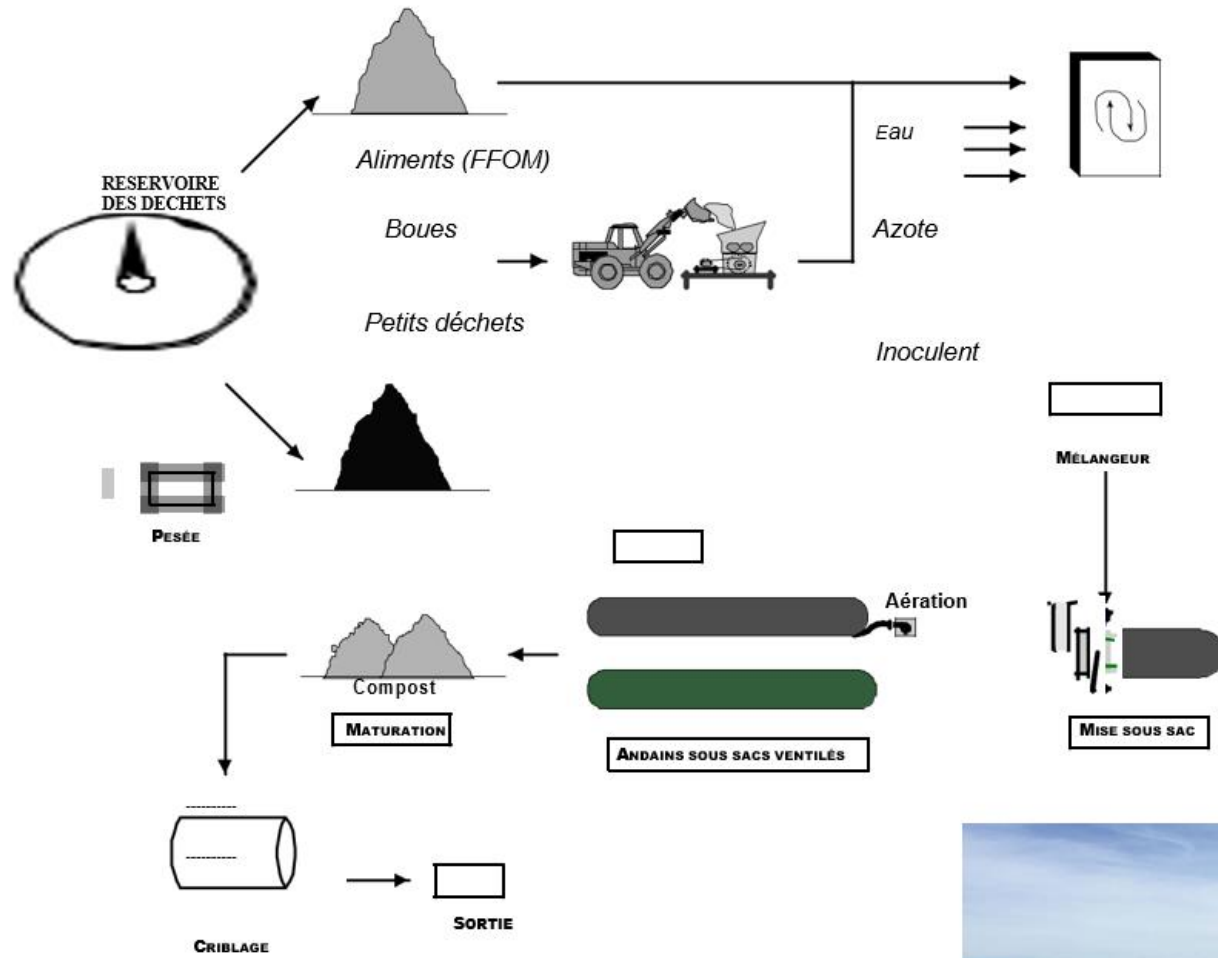 RESERVOIRE
DES DECHETS
Aliments (FFOM)
Eau
Boues
Azote
Petits déchets
Inoculent
MÉLANGEUR
PESÉE
Aération
Compost
MATURATION
ANDAINS SOUS SACS VENTILÉS
MISE SOUS SAC
----------
----------
SORTIE
CRIBLAGE